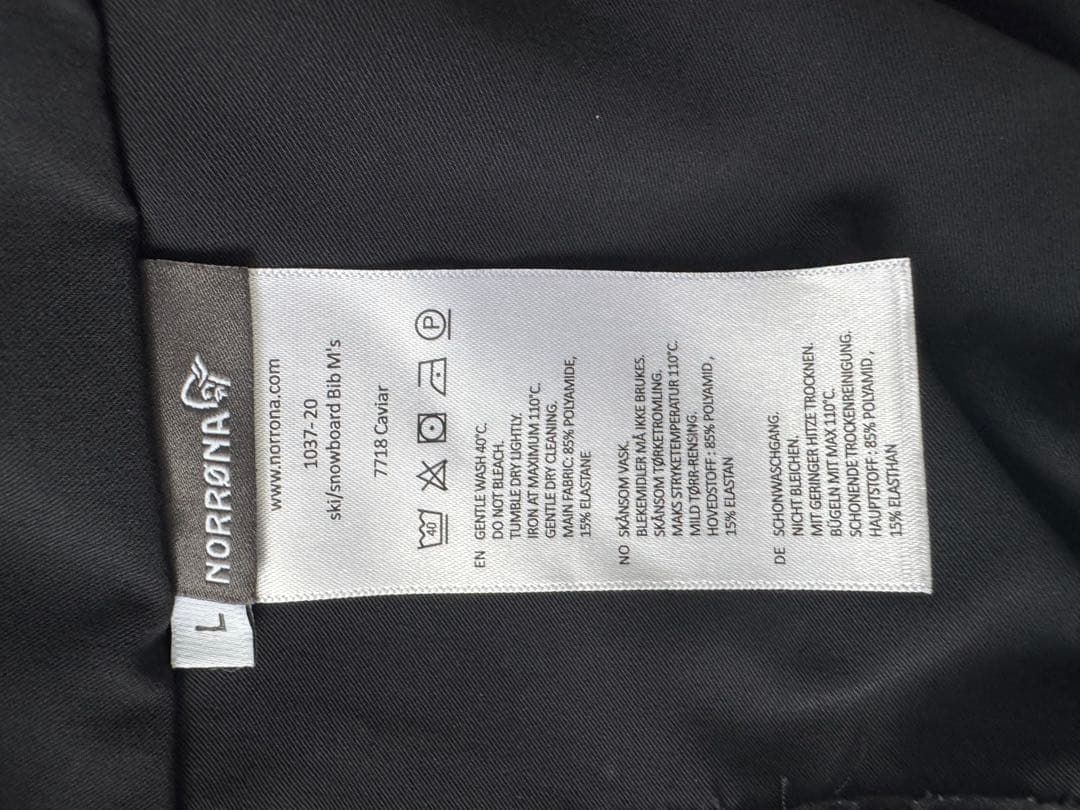 NORRØNA
L
www.norrona.com
1037-20
ski/snowboard Bib M's
7718 Caviar
40 P
EN GENTLE WASH 40°C.
DO NOT BLEACH.
TUMBLE DRY LIGHTLY.
IRON AT MAXIMUM 110°C.
GENTLE DRY CLEANING.
MAIN FABRIC: 85% POLYAMIDE,
15% ELASTANE
NO SKÅNSOM VASK.
BLEKEMIDLER MÅ IKKE BRUKES.
SKÅNSOM TØRKETROMLING.
MAKS STRYKETEMPERATUR 110°C
MILD TØRR-RENSING.
HOVEDSTOFF : 85% POLYAMID ,
15% ELASTAN
DE SCHONWASCHGANG.
NICHT BLEICHEN.
MIT GERINGER HITZE TROCKNEN.
BÜGELN MIT MAX 110°C.
SCHONENDE TROCKENREINIGUNG.
HAUPTSTOFF : 85% POLYAMID ,
15% ELASTHAN